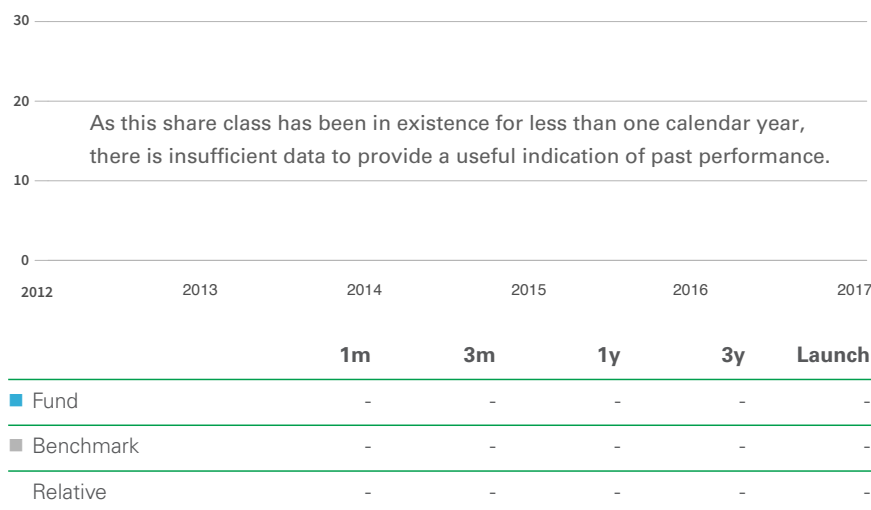 30
20
As this share class has been in existence for less than one calendar year,
there is insufficient data to provide a useful indication of past performance.
10
0
2012 2013 2014 2015 2016 2017
1m 3m 1y 3y Launch
Fund - - - - -
Benchmark - - - - -
Relative - - - - -